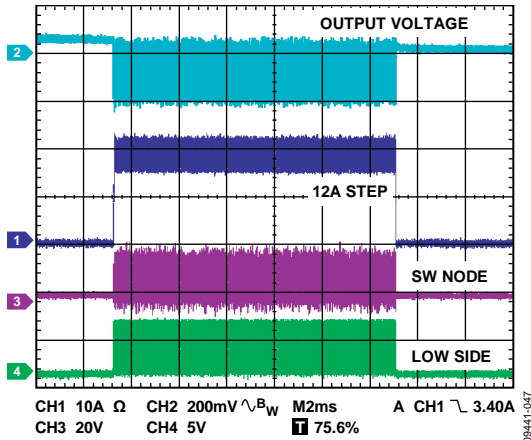 OUTPUT VOLTAGE
2
12A STEP
1
SW NODE
3
LOW SIDE
4
CH1 10A Ω CH2 200mV ∿BW M2ms A CH1 ⤵ 3.40A
CH3 20V CH4 5V T 75.6%
09441-047